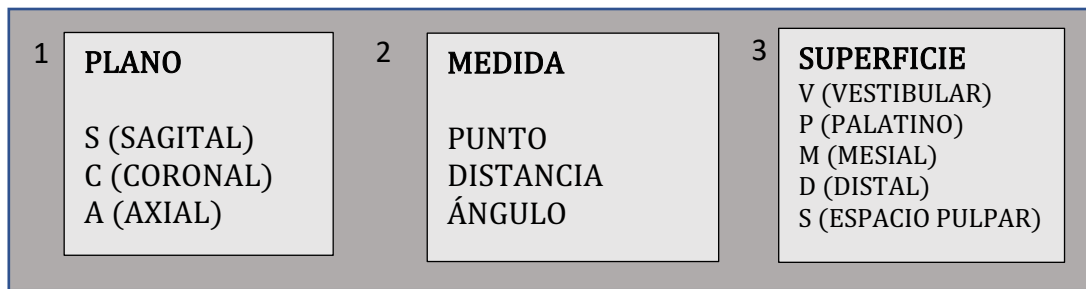 1
PLANO
S (SAGITAL)
C (CORONAL)
A (AXIAL)
2
MEDIDA
PUNTO
DISTANCIA
ÁNGULO
3
SUPERFICIE
V (VESTIBULAR)
P (PALATINO)
M (MESIAL)
D (DISTAL)
S (ESPACIO PULPAR)